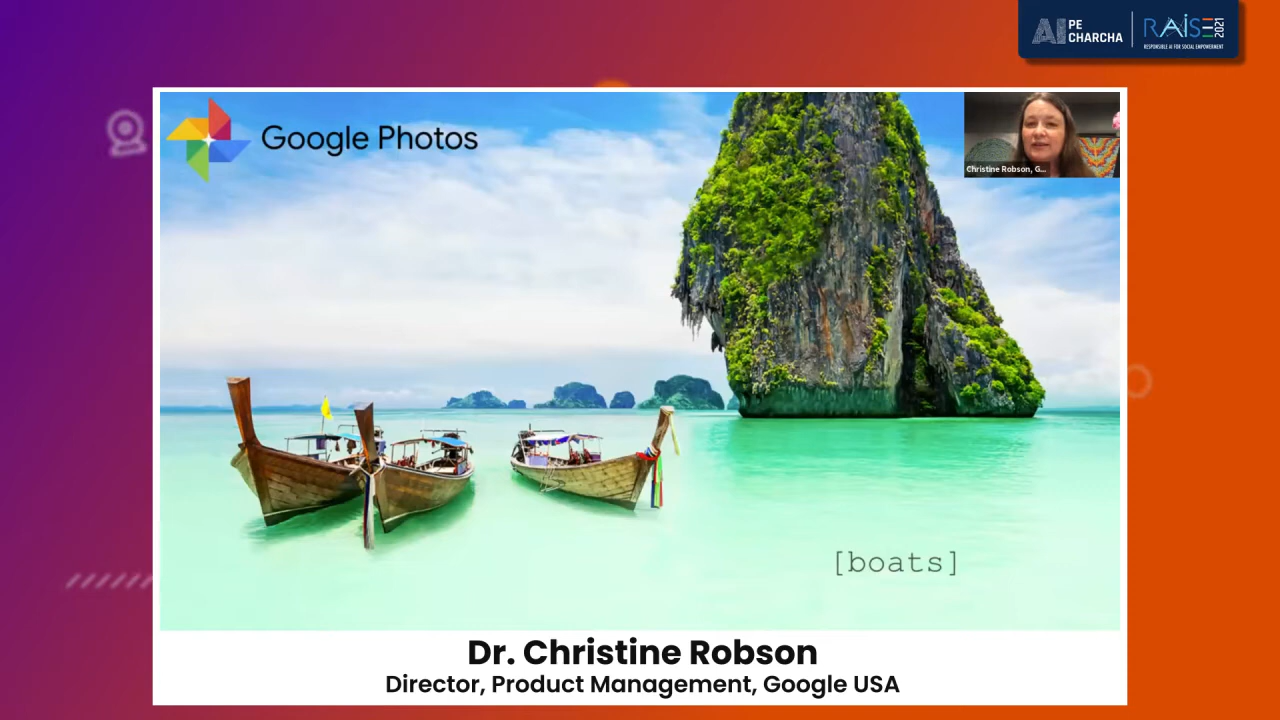 AI PE CHARCHA
RAISE 2021
RESPONSIBLE AI FOR SOCIAL EMPOWERMENT
Google Photos
Christine Robson, G...
[boats]
Dr. Christine Robson
Director, Product Management, Google USA